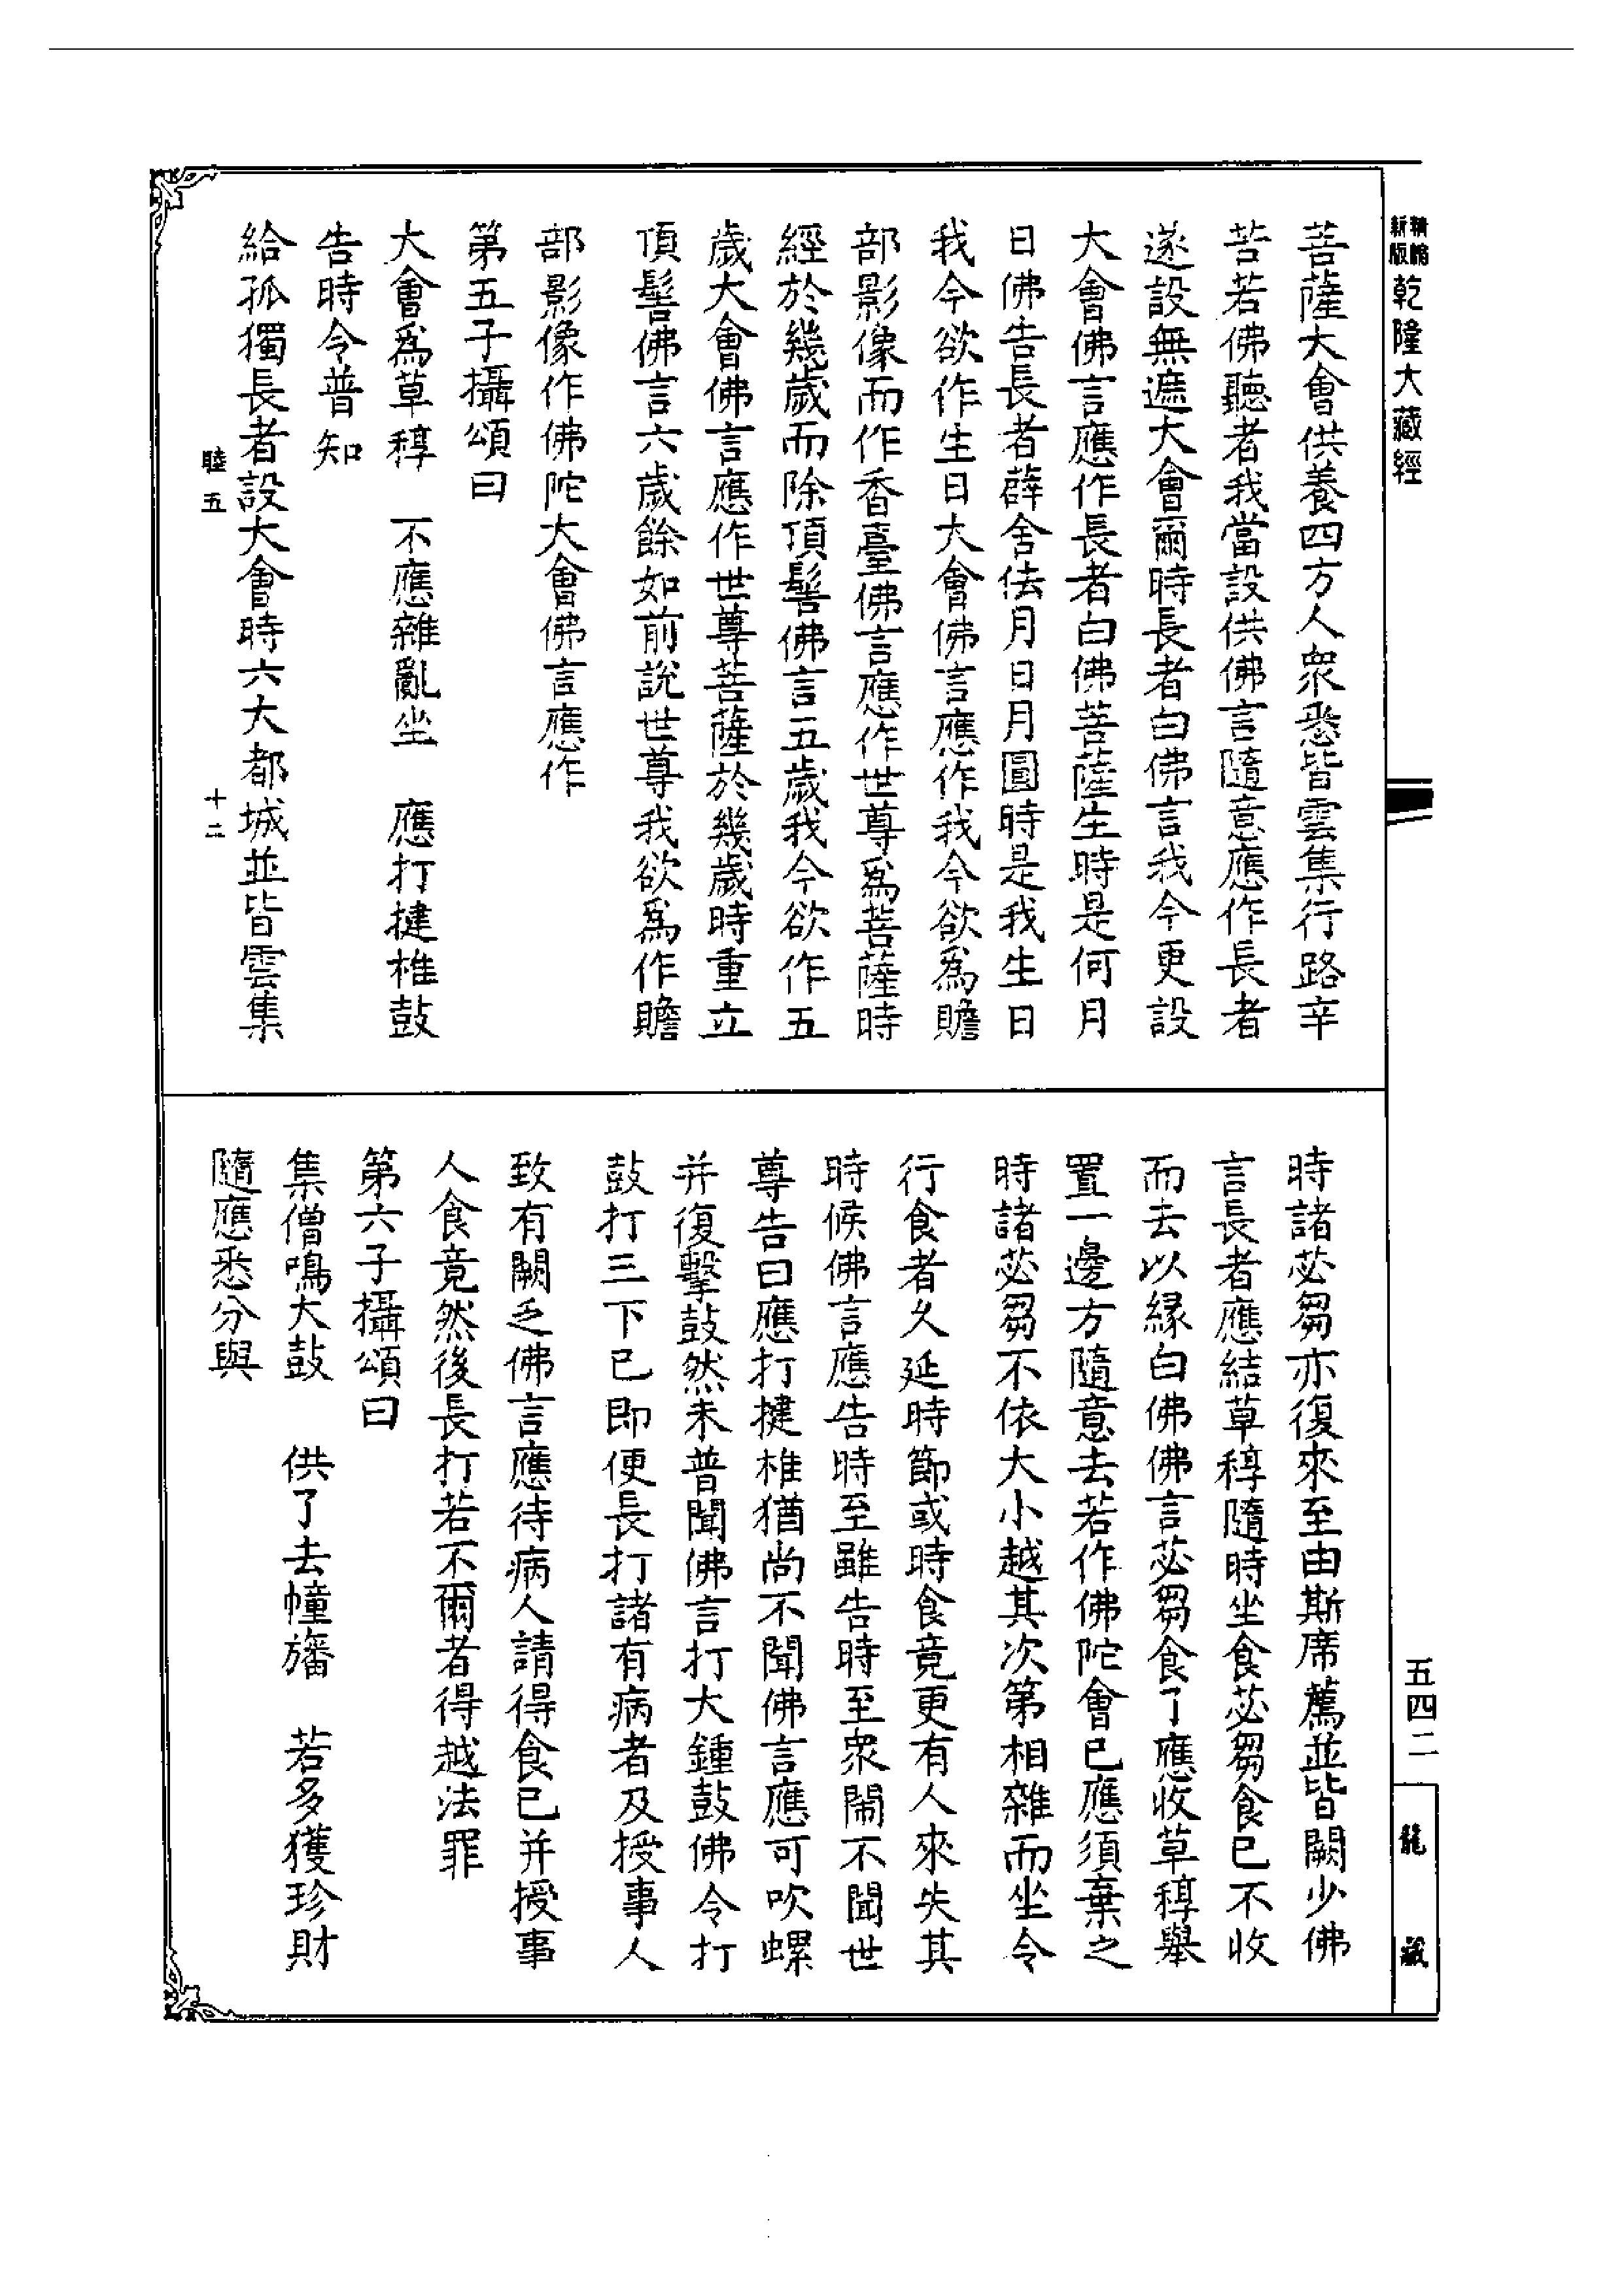 新版精縮乾隆大藏經
菩薩大會供養四方人眾悉皆雲集行路辛
苦若佛聽者我當設供佛言隨意應作長者
遂設無遮大會爾時長者白佛言我今更設
大會佛言應作長者白佛菩薩生時是何月
日佛告長者薜舍佉月日月圓時是我生日
我今欲作生日大會佛言應作我今欲為贍
部影像而作香臺佛言應作世尊為菩薩時
經於幾歲而除頂髻佛言五歲我今欲作五
歲大會佛言應作世尊菩薩於幾歲時重立
頂髻佛言六歲餘如前說世尊我欲為作贍
部影像作佛陀大會佛言應作
第五子攝頌曰
大會為草稕　不應雜亂坐　應打揵椎鼓
告時令普知
給孤獨長者設大會時六大都城並皆雲集
睦五　十二
時諸苾芻亦復來至由斯席薦並皆闕少佛
言長者應結草稕隨時坐食苾芻食已不收
而去以緣白佛佛言苾芻食了應收草稕舉
置一邊方隨意去若作佛陀會已應須棄之
時諸苾芻不依大小越其次第相雜而坐令
行食者久延時節或時食竟更有人來失其
時候佛言應告時至雖告時至眾鬧不聞世
尊告曰應打揵椎猶尚不聞佛言應可吹螺
并復擊鼓然未普聞佛言打大鍾鼓佛令打
鼓打三下已即便長打諸有病者及授事人
致有闕乏佛言應待病人請得食已并授事
人食竟然後長打若不爾者得越法罪
第六子攝頌曰
集僧鳴大鼓　供了去幢旛　若多獲珍財
隨應悉分與
五四二
龍藏